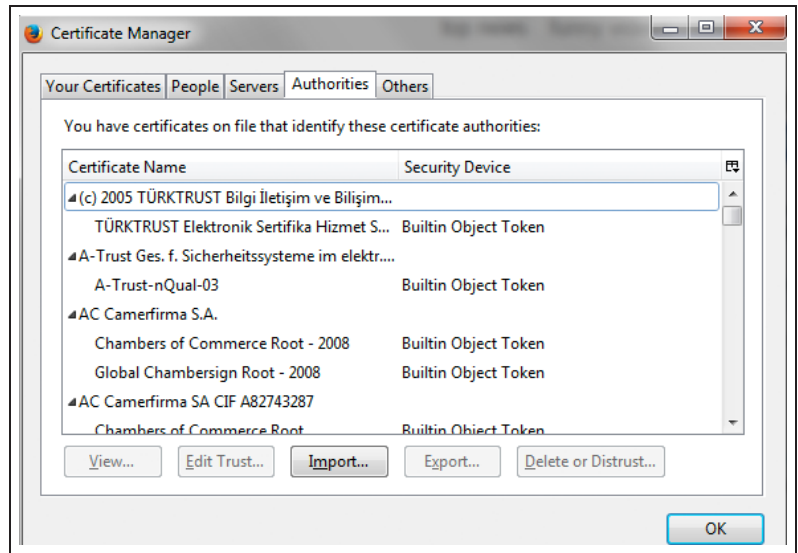 Certificate Manager
Your Certificates People Servers Authorities Others
You have certificates on file that identify these certificate authorities:
Certificate Name Security Device
(c) 2005 TÜRKTRUST Bilgi İletişim ve Bilişim...
TÜRKTRUST Elektronik Sertifika Hizmet S... Builtin Object Token
A-Trust Ges. f. Sicherheitssysteme im elektr....
A-Trust-nQual-03 Builtin Object Token
AC Camerfirma S.A.
Chambers of Commerce Root - 2008 Builtin Object Token
Global Chambersign Root - 2008 Builtin Object Token
AC Camerfirma SA CIF A82743287
Chambers of Commerce Root Builtin Object Token
View... Edit Trust... Import... Export... Delete or Distrust...
OK